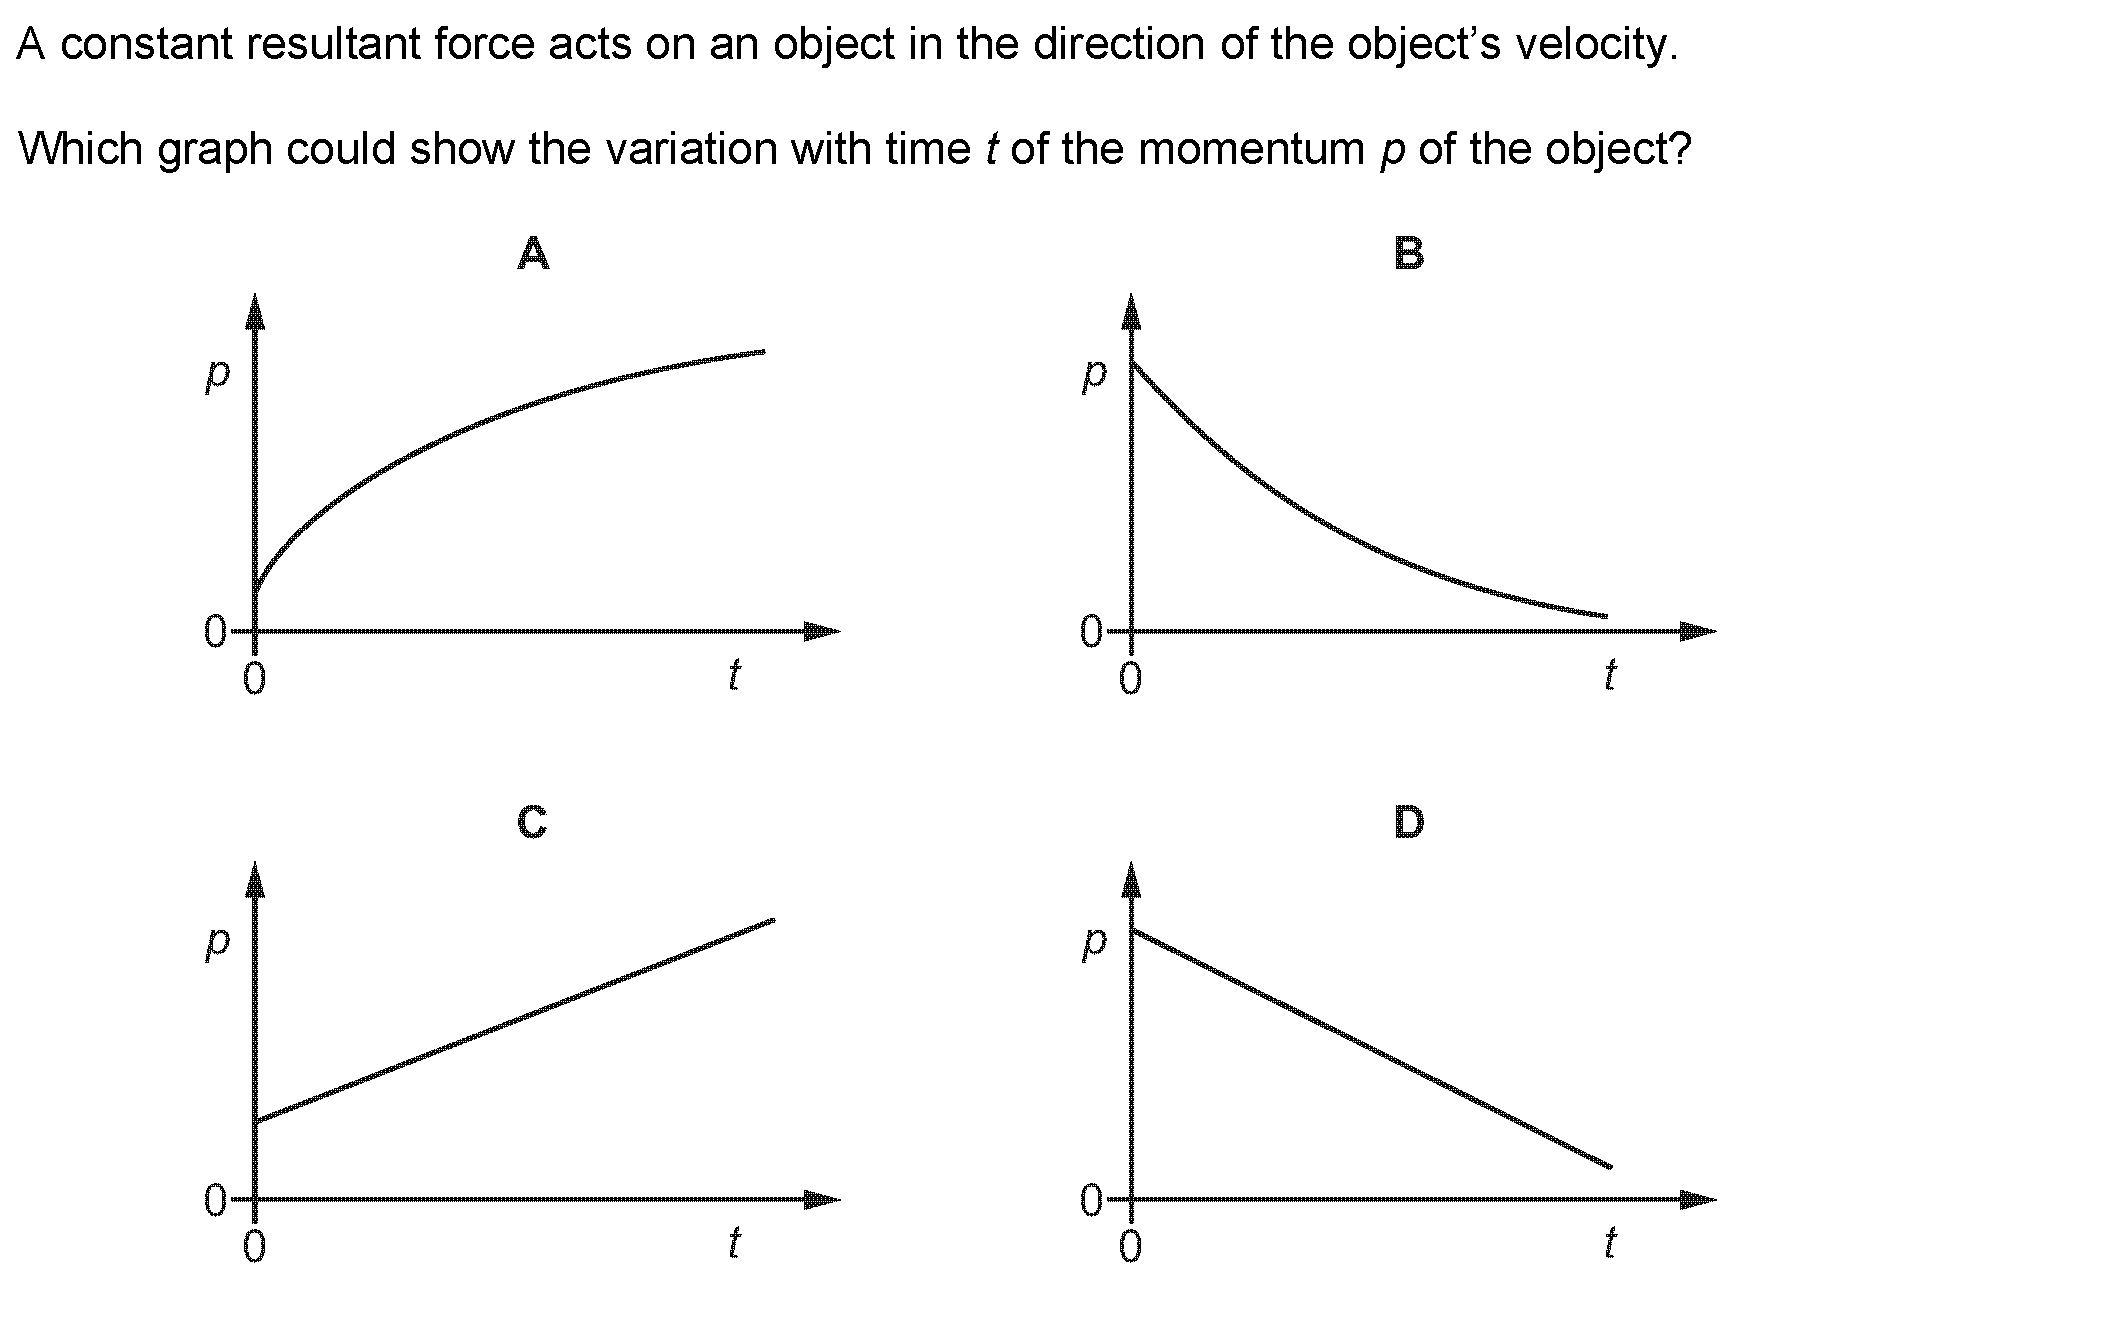 A constant resultant force acts on an object in the direction of the object’s velocity.
Which graph could show the variation with time t of the momentum p of the object?
A
B
p
0
0
t
p
0
0
t
C
D
p
0
0
t
p
0
0
t